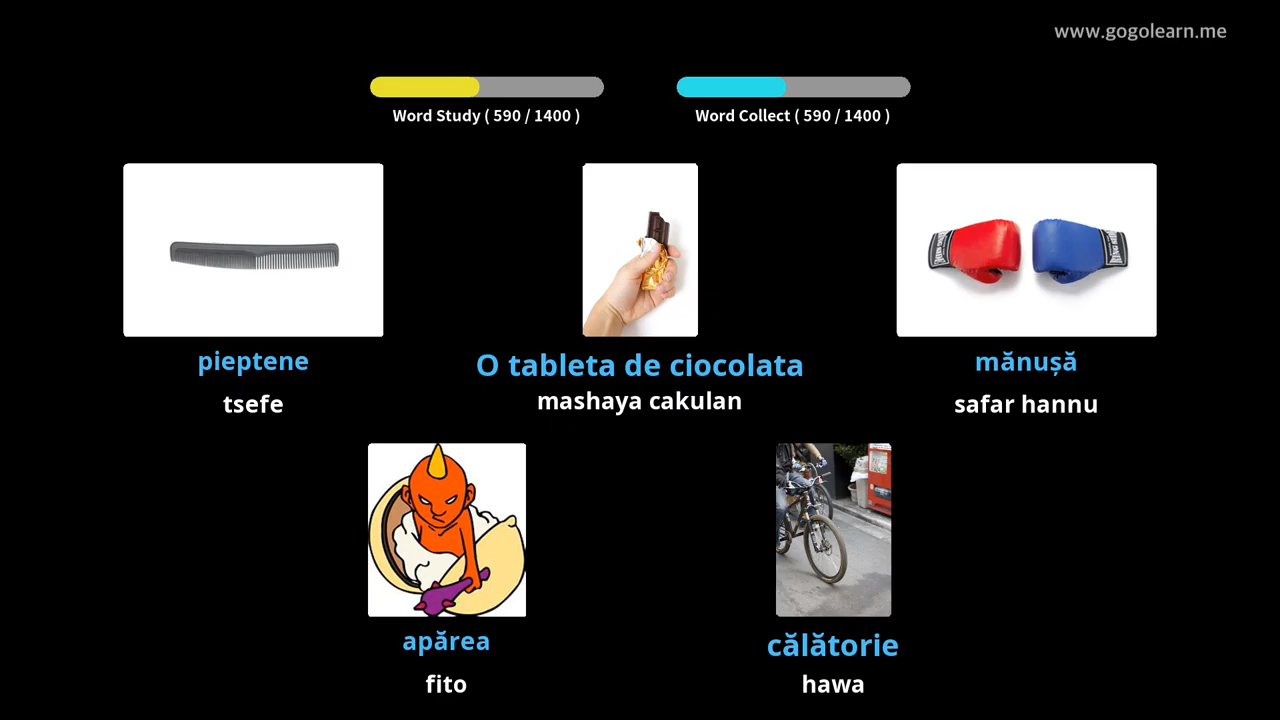 www.gogolearn.me
Word Study ( 590 / 1400 )
Word Collect ( 590 / 1400 )
pieptene
tsefe
O tableta de ciocolata
mashaya cakulan
mănușă
safar hannu
apărea
fito
călătorie
hawa